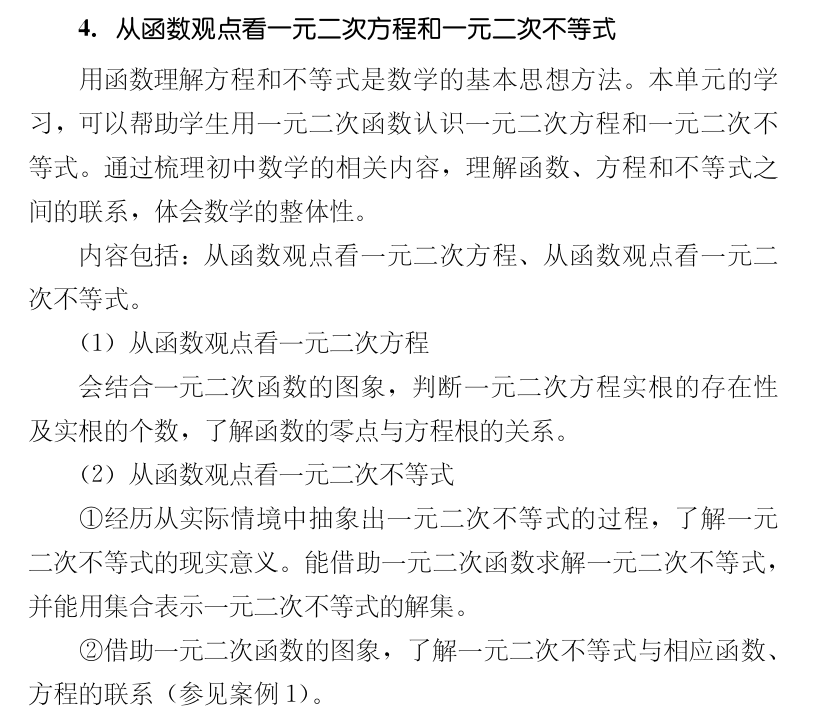 4. 从函数观点看一元二次方程和一元二次不等式
用函数理解方程和不等式是数学的基本思想方法。本单元的学
习，可以帮助学生用一元二次函数认识一元二次方程和一元二次不
等式。通过梳理初中数学的相关内容，理解函数、方程和不等式之
间的联系，体会数学的整体性。
内容包括：从函数观点看一元二次方程、从函数观点看一元二
次不等式。
（1）从函数观点看一元二次方程
会结合一元二次函数的图象，判断一元二次方程实根的存在性
及实根的个数，了解函数的零点与方程根的关系。
（2）从函数观点看一元二次不等式
①经历从实际情境中抽象出一元二次不等式的过程，了解一元
二次不等式的现实意义。能借助一元二次函数求解一元二次不等式，
并能用集合表示一元二次不等式的解集。
②借助一元二次函数的图象，了解一元二次不等式与相应函数、
方程的联系（参见案例1）。